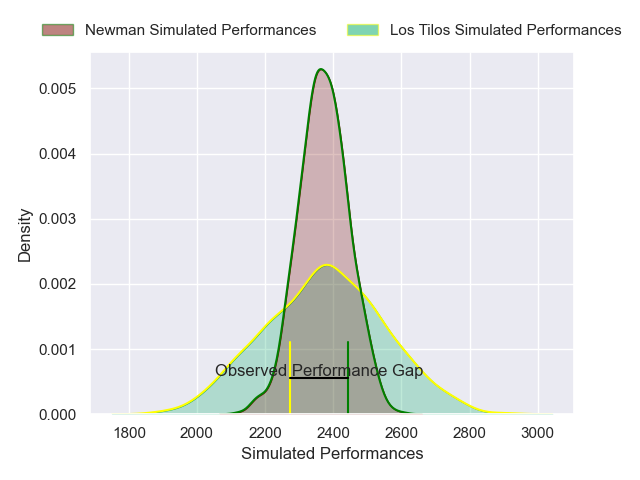 Newman Simulated Performances
Los Tilos Simulated Performances
0.005
0.004
0.003
0.002
0.001
0.000
Density
Observed Performance Gap
1800 2000 2200 2400 2600 2800 3000
Simulated Performances